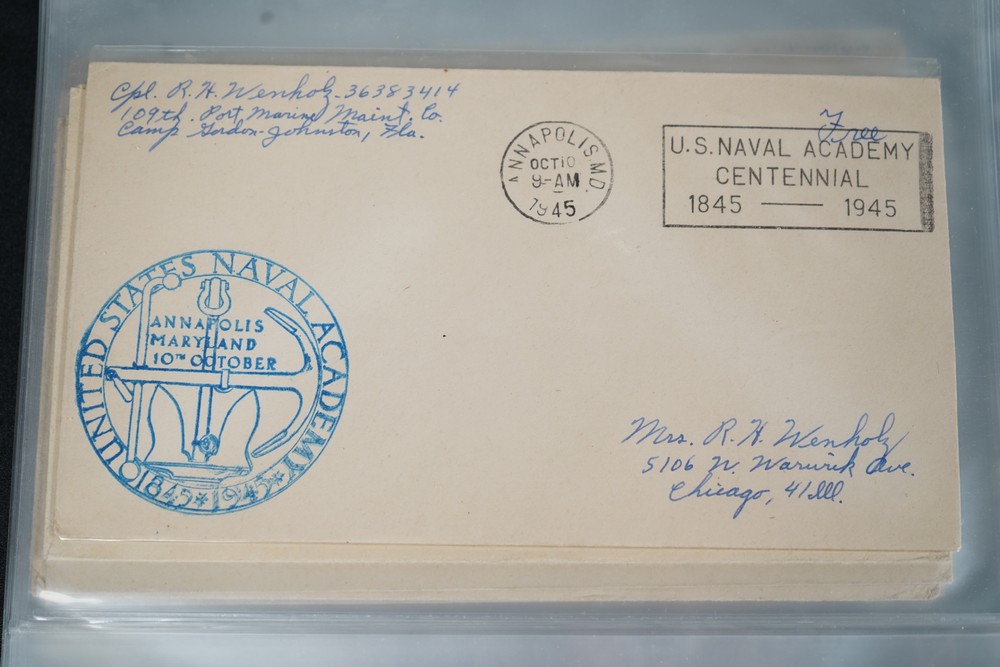 Cpl. R. H. Wenholz - 36383414
109th. Port Marine Maint. Co.
Camp Gordon-Johnston, Fla.
Free
ANNAPOLIS, MD.
OCT 10
9-AM
1945
U.S. NAVAL ACADEMY
CENTENNIAL
1845 — 1945
UNITED STATES NAVAL ACADEMY
ANNAPOLIS
MARYLAND
10TH OCTOBER
1845 * 1945 *
Mrs. R. H. Wenholz
5106 W. Warwick Ave.
Chicago, 41 Ill.